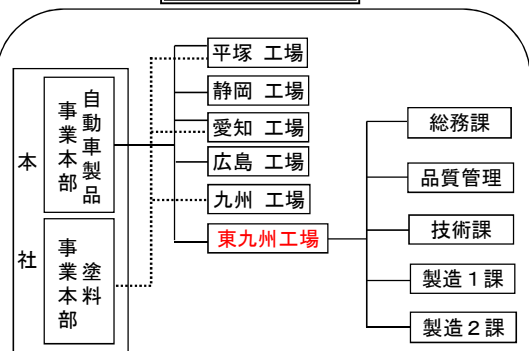 本社
自動車製品
事業本部
塗料
事業本部
平塚 工場
静岡 工場
愛知 工場
広島 工場
九州 工場
東九州工場
総務課
品質管理
技術課
製造１課
製造２課